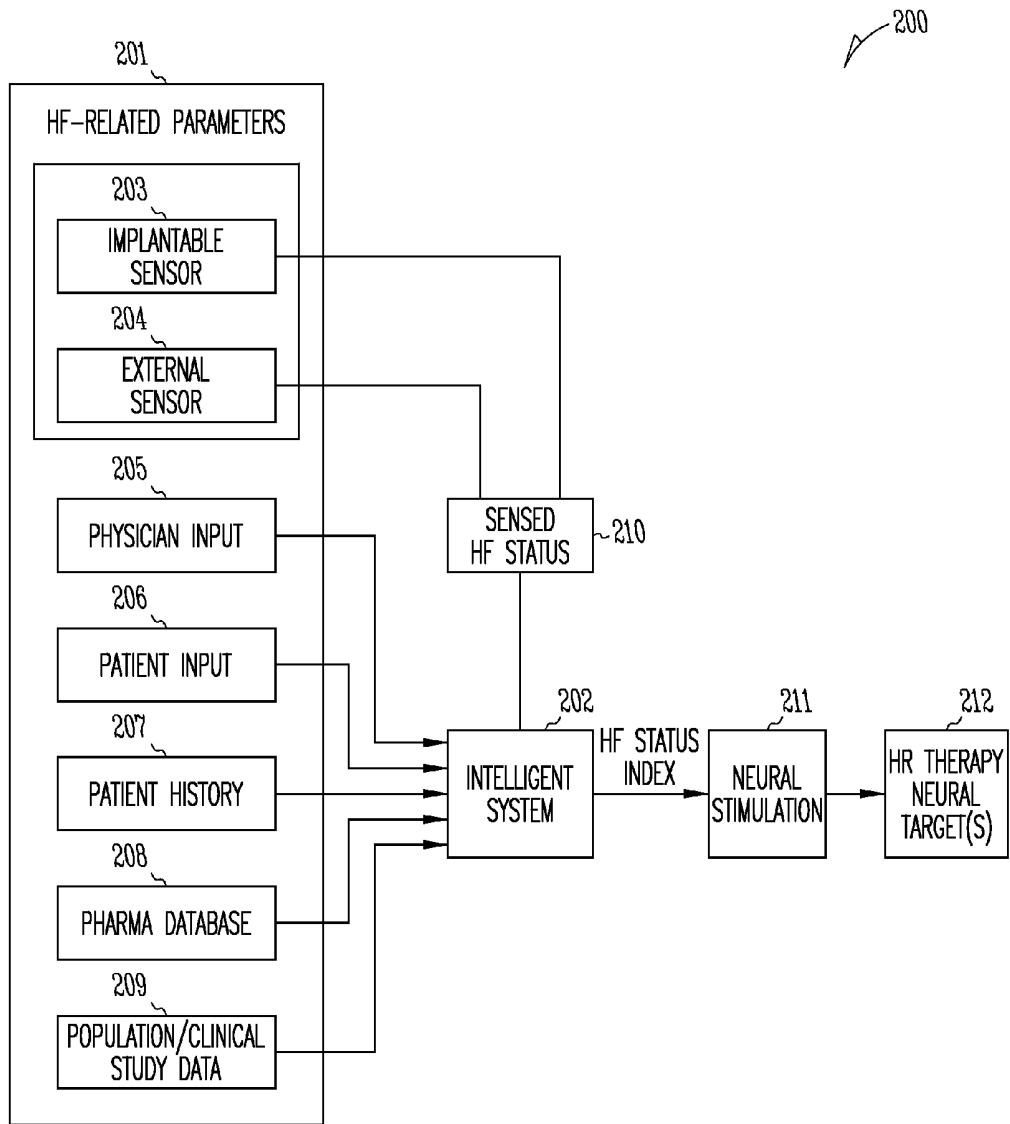 200
201
HF-RELATED PARAMETERS
203
IMPLANTABLE
SENSOR
204
EXTERNAL
SENSOR
205
PHYSICIAN INPUT
SENSED
HF STATUS
210
206
PATIENT INPUT
207
PATIENT HISTORY
202
INTELLIGENT
SYSTEM
HF STATUS
INDEX
211
NEURAL
STIMULATION
212
HR THERAPY
NEURAL
TARGET(S)
208
PHARMA DATABASE
209
POPULATION/CLINICAL
STUDY DATA